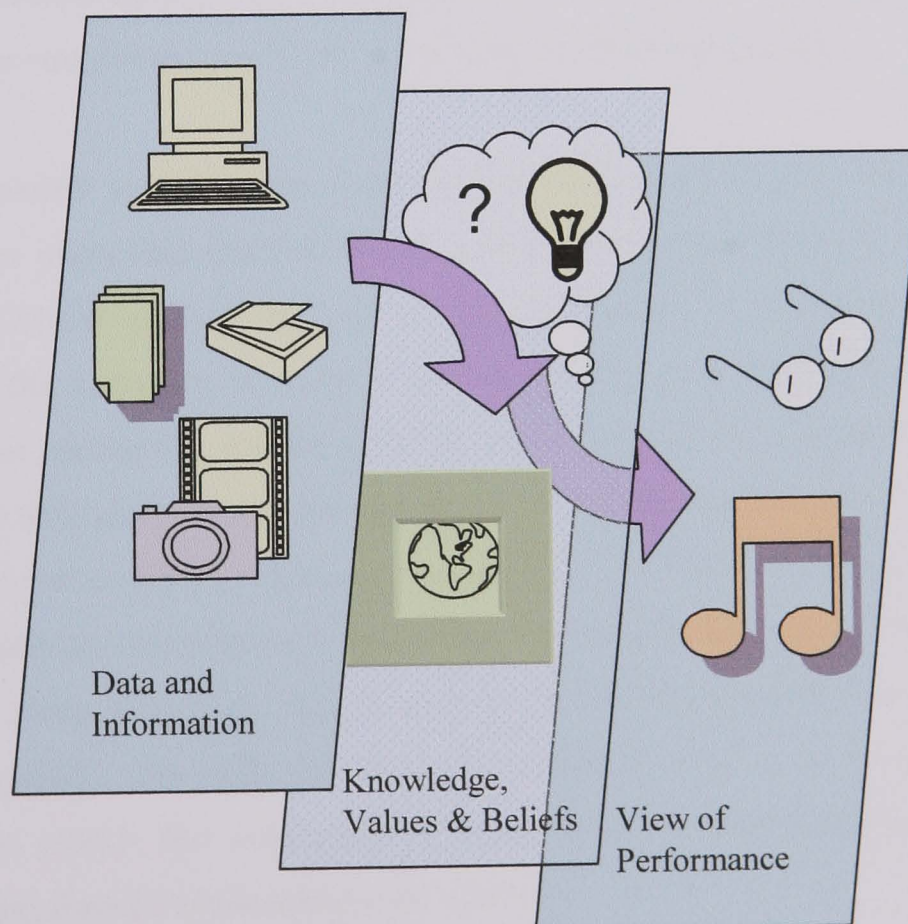 ?
Data and
Information
Knowledge,
Values & Beliefs
View of
Performance